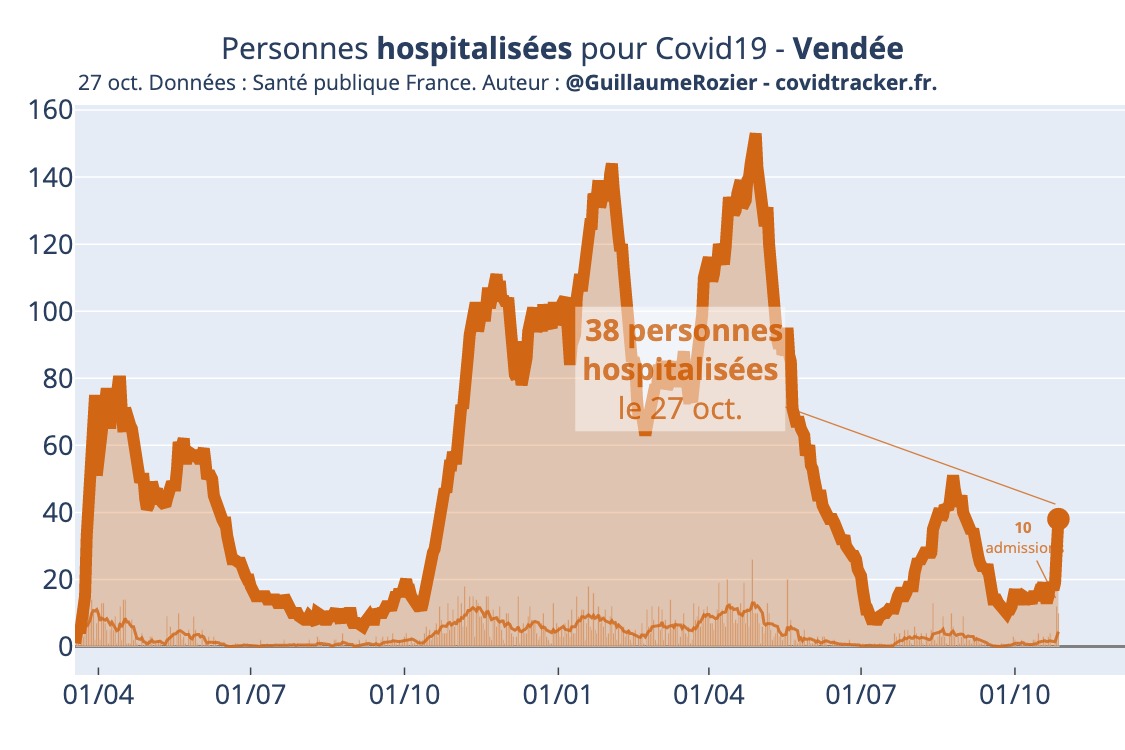 Personnes hospitalisées pour Covid19 - Vendée
27 oct. Données : Santé publique France. Auteur : @GuillaumeRozier - covidtracker.fr.
160
140
120
100
80
60
40
20
0
38 personnes
hospitalisées
le 27 oct.
10
admissions
01/04
01/07
01/10
01/01
01/04
01/07
01/10